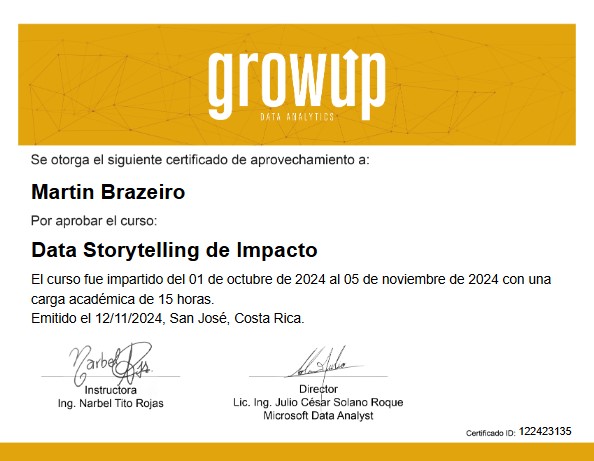 growup
DATA ANALYTICS
Se otorga el siguiente certificado de aprovechamiento a:
Martin Brazeiro
Por aprobar el curso:
Data Storytelling de Impacto
El curso fue impartido del 01 de octubre de 2024 al 05 de noviembre de 2024 con una
carga académica de 15 horas.
Emitido el 12/11/2024, San José, Costa Rica.
Instructora
Ing. Narbel Tito Rojas
Director
Lic. Ing. Julio César Solano Roque
Microsoft Data Analyst
Certificado ID: 122423135